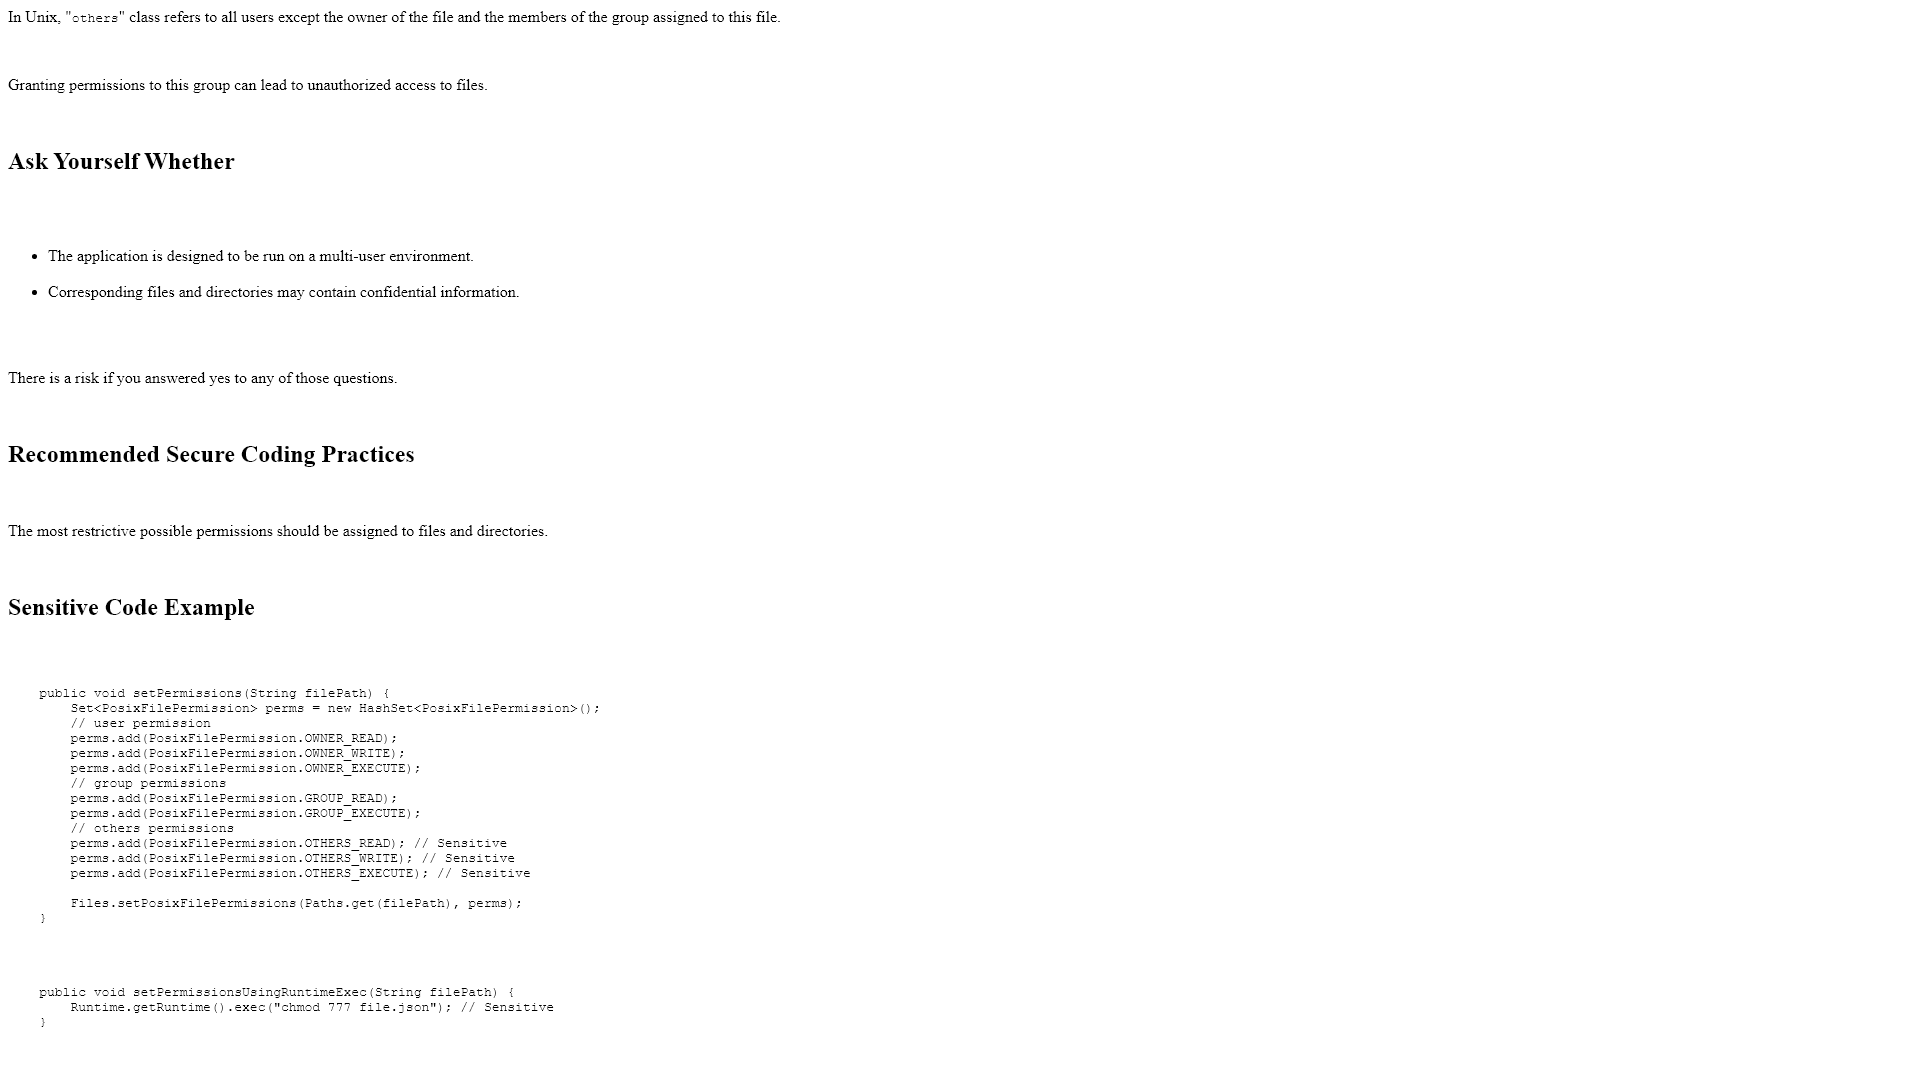 In Unix, "others" class refers to all users except the owner of the file and the members of the group assigned to this file.
Granting permissions to this group can lead to unauthorized access to files.
Ask Yourself Whether
• The application is designed to be run on a multi-user environment.
• Corresponding files and directories may contain confidential information.
There is a risk if you answered yes to any of those questions.
Recommended Secure Coding Practices
The most restrictive possible permissions should be assigned to files and directories.
Sensitive Code Example
public void setPermissions(String filePath) {
    Set<PosixFilePermission> perms = new HashSet<PosixFilePermission>();
    // user permission
    perms.add(PosixFilePermission.OWNER_READ);
    perms.add(PosixFilePermission.OWNER_WRITE);
    perms.add(PosixFilePermission.OWNER_EXECUTE);
    // group permissions
    perms.add(PosixFilePermission.GROUP_READ);
    perms.add(PosixFilePermission.GROUP_EXECUTE);
    // others permissions
    perms.add(PosixFilePermission.OTHERS_READ); // Sensitive
    perms.add(PosixFilePermission.OTHERS_WRITE); // Sensitive
    perms.add(PosixFilePermission.OTHERS_EXECUTE); // Sensitive
    Files.setPosixFilePermissions(Paths.get(filePath), perms);
}
public void setPermissionsUsingRuntimeExec(String filePath) {
    Runtime.getRuntime().exec("chmod 777 file.json"); // Sensitive
}